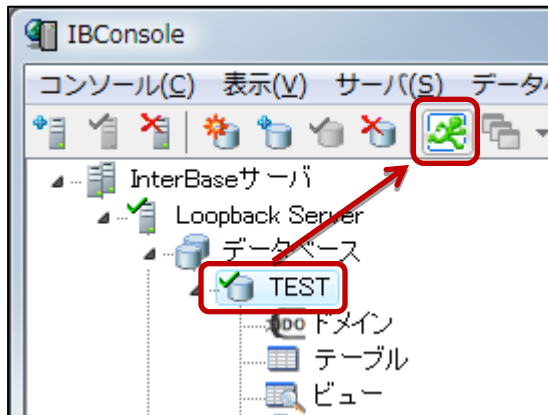 IBConsole
コンソール(C) 表示(V) サーバ(S) データベ
InterBaseサーバ
Loopback Server
データベース
TEST
ドメイン
テーブル
ビュー